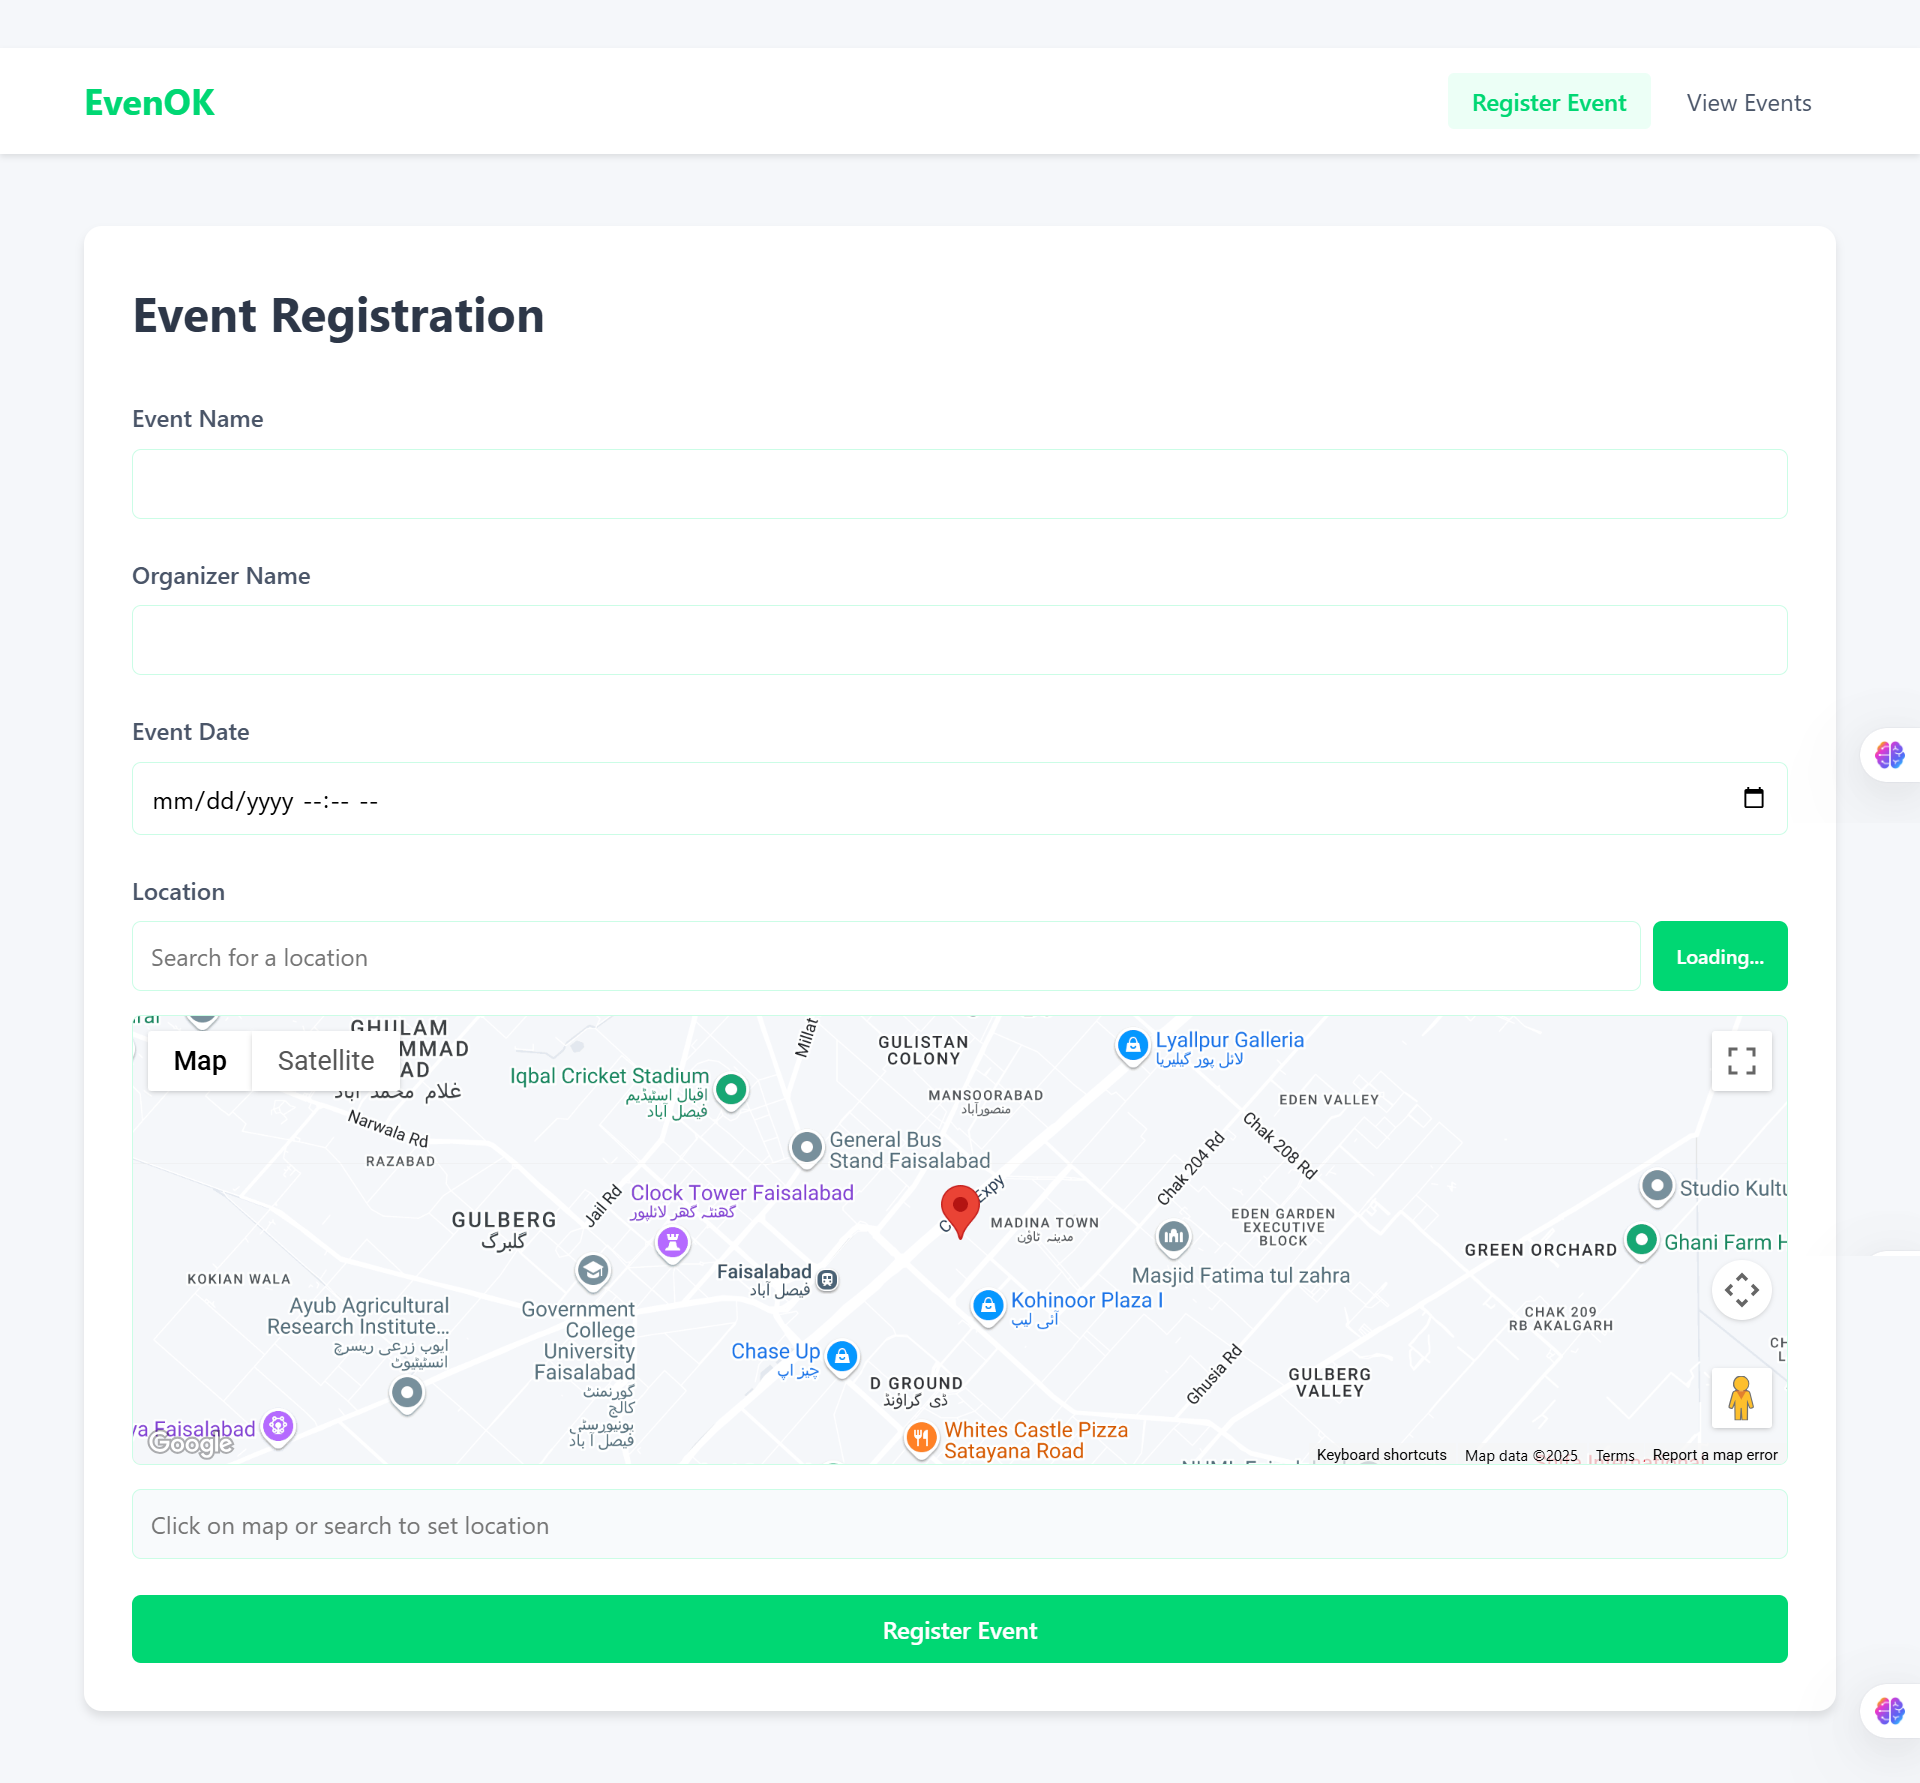 EvenOK
Register Event
View Events
Event Registration
Event Name
Organizer Name
Event Date
mm/dd/yyyy --:-- --
Location
Search for a location
Loading...
Map
Satellite
GHULAM
MMAD
AD
غلام محمد آباد
Narwala Rd
RAZABAD
Iqbal Cricket Stadium
اقبال اسٹیڈیم
فیصل آباد
Millat
GULISTAN
COLONY
Lyallpur Galleria
لائل پور گیلیریا
MANSOORABAD
منصورآباد
EDEN VALLEY
General Bus
Stand Faisalabad
Chak 204 Rd
Chak 208 Rd
Clock Tower Faisalabad
گھنٹہ گھر لائلپور
Jail Rd
Expy
MADINA TOWN
مدینہ ٹاؤن
Studio Kultu
GULBERG
گلبرگ
EDEN GARDEN
EXECUTIVE
BLOCK
GREEN ORCHARD
Ghani Farm H
Masjid Fatima tul zahra
KOKIAN WALA
Faisalabad
فیصل آباد
Ayub Agricultural
Research Institute...
ایوب زرعی ریسرچ
انسٹیٹیوٹ
Government
College
University
Faisalabad
گورنمنٹ
کالج
یونیورسٹی
فیصل آباد
Kohinoor Plaza I
آئی لیپ
CHAK 209
RB AKALGARH
Chase Up
چیز اپ
Ghusia Rd
D GROUND
ڈی گراؤنڈ
GULBERG
VALLEY
ya Faisalabad
Whites Castle Pizza
Satayana Road
Google
Keyboard shortcuts
Map data ©2025
Terms
Report a map error
Click on map or search to set location
Register Event